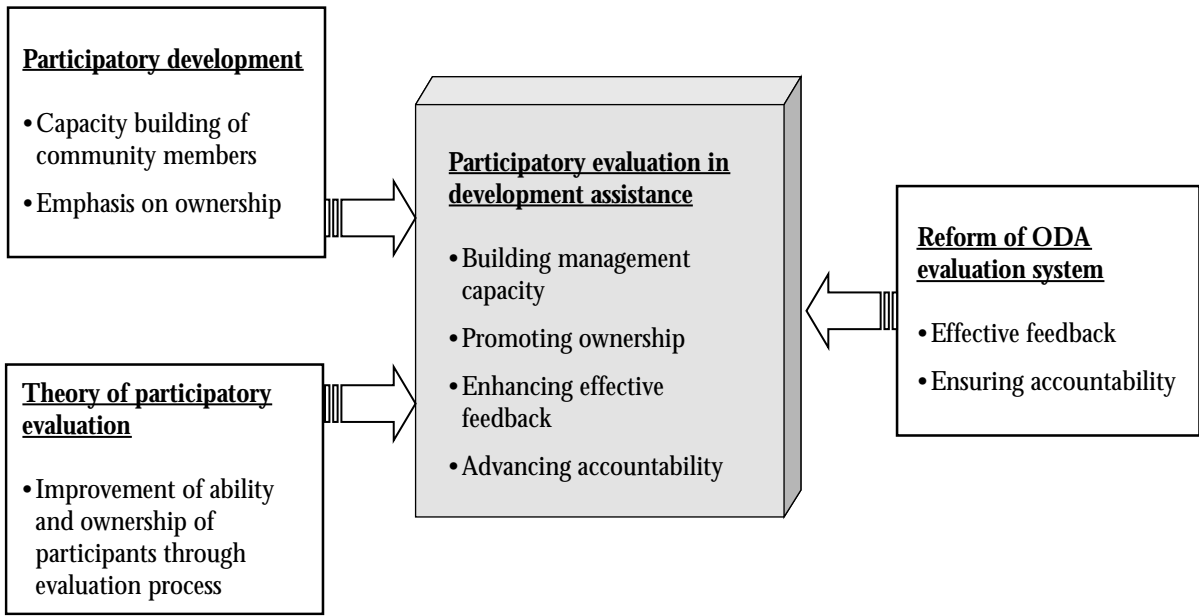 Participatory development
• Capacity building of
community members
• Emphasis on ownership
Theory of participatory
evaluation
• Improvement of ability
and ownership of
participants through
evaluation process
Participatory evaluation in
development assistance
• Building management
capacity
• Promoting ownership
• Enhancing effective
feedback
• Advancing accountability
Reform of ODA
evaluation system
• Effective feedback
• Ensuring accountability